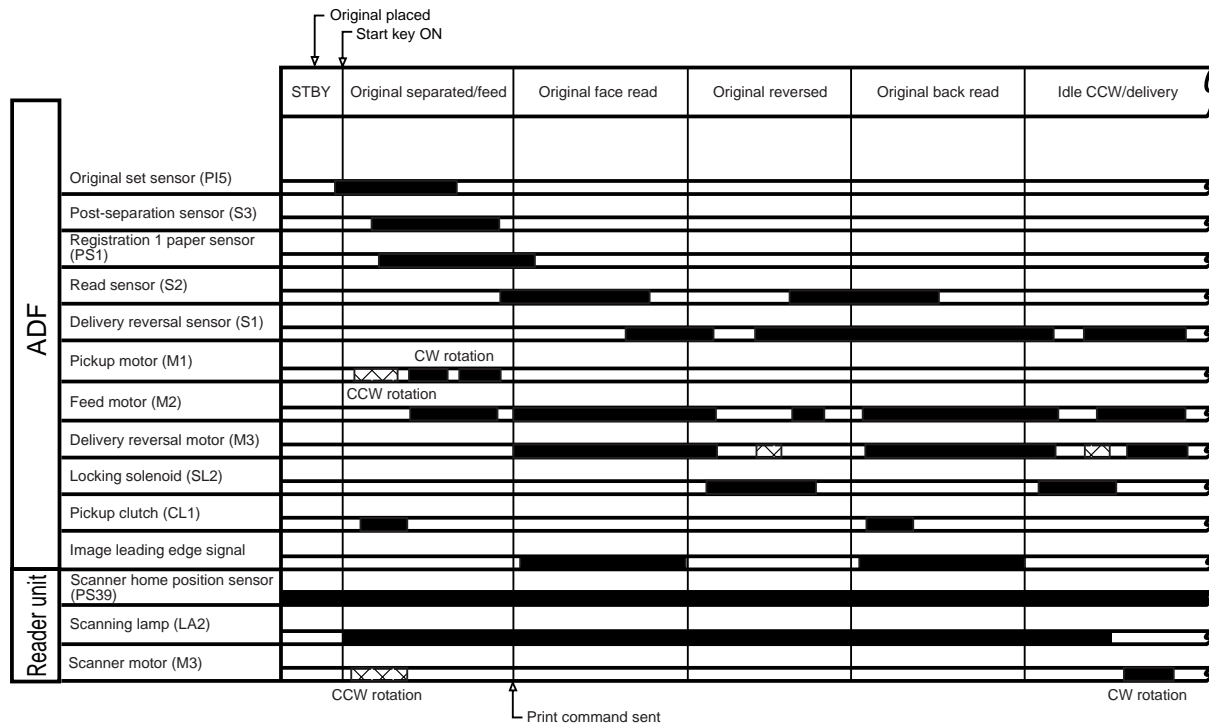 Original placed
Start key ON
STBY
Original separated/feed
Original face read
Original reversed
Original back read
Idle CCW/delivery
ADF
Original set sensor (PI5)
Post-separation sensor (S3)
Registration 1 paper sensor
(PS1)
Read sensor (S2)
Delivery reversal sensor (S1)
Pickup motor (M1)
CW rotation
CCW rotation
Feed motor (M2)
Delivery reversal motor (M3)
Locking solenoid (SL2)
Pickup clutch (CL1)
Image leading edge signal
Reader unit
Scanner home position sensor
(PS39)
Scanning lamp (LA2)
Scanner motor (M3)
CCW rotation
CW rotation
Print command sent